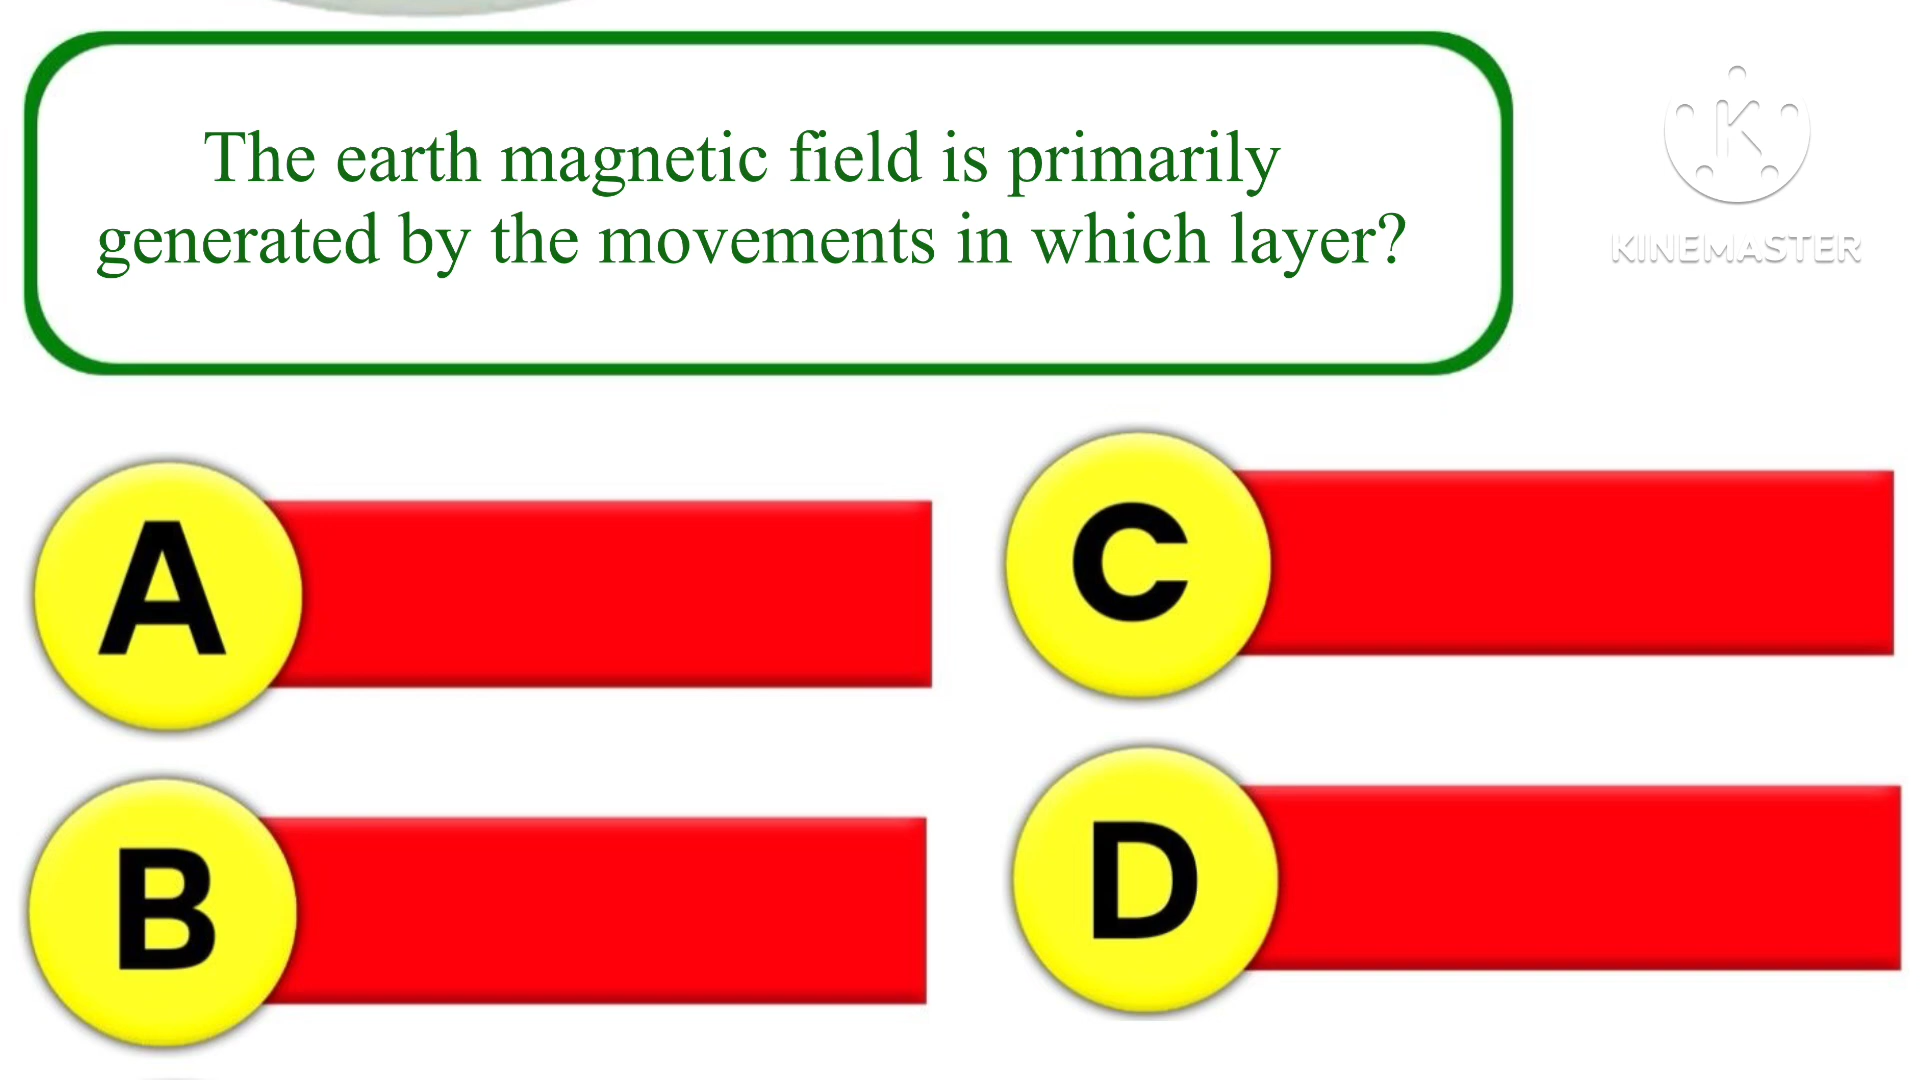 The earth magnetic field is primarily
generated by the movements in which layer?
KINEMASTER
A
C
B
D